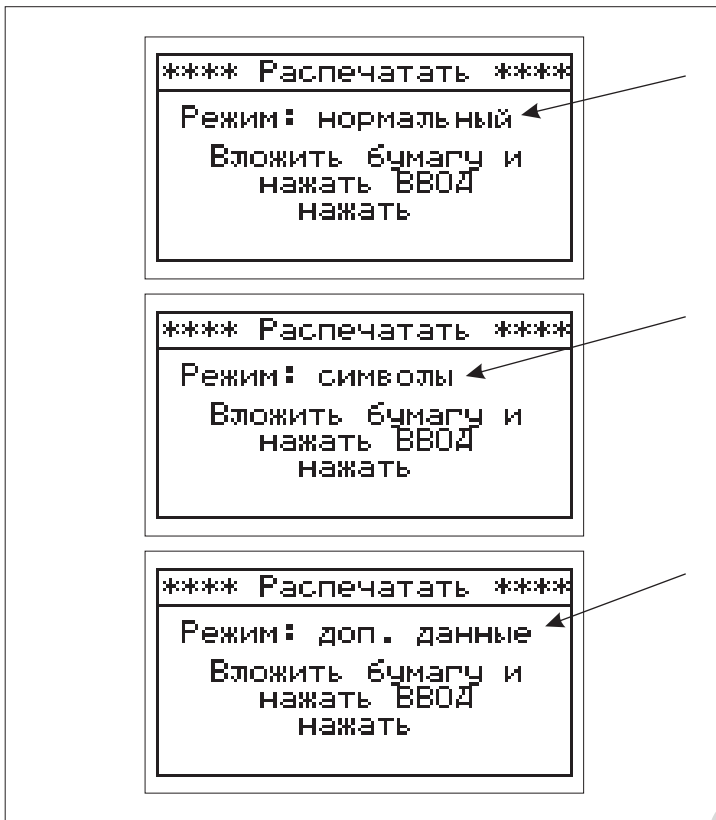 **** Распечатать ****
Режим: нормальный
Вложить бумагу и
нажать ВВОД
нажать
**** Распечатать ****
Режим: символы
Вложить бумагу и
нажать ВВОД
нажать
**** Распечатать ****
Режим: доп. данные
Вложить бумагу и
нажать ВВОД
нажать